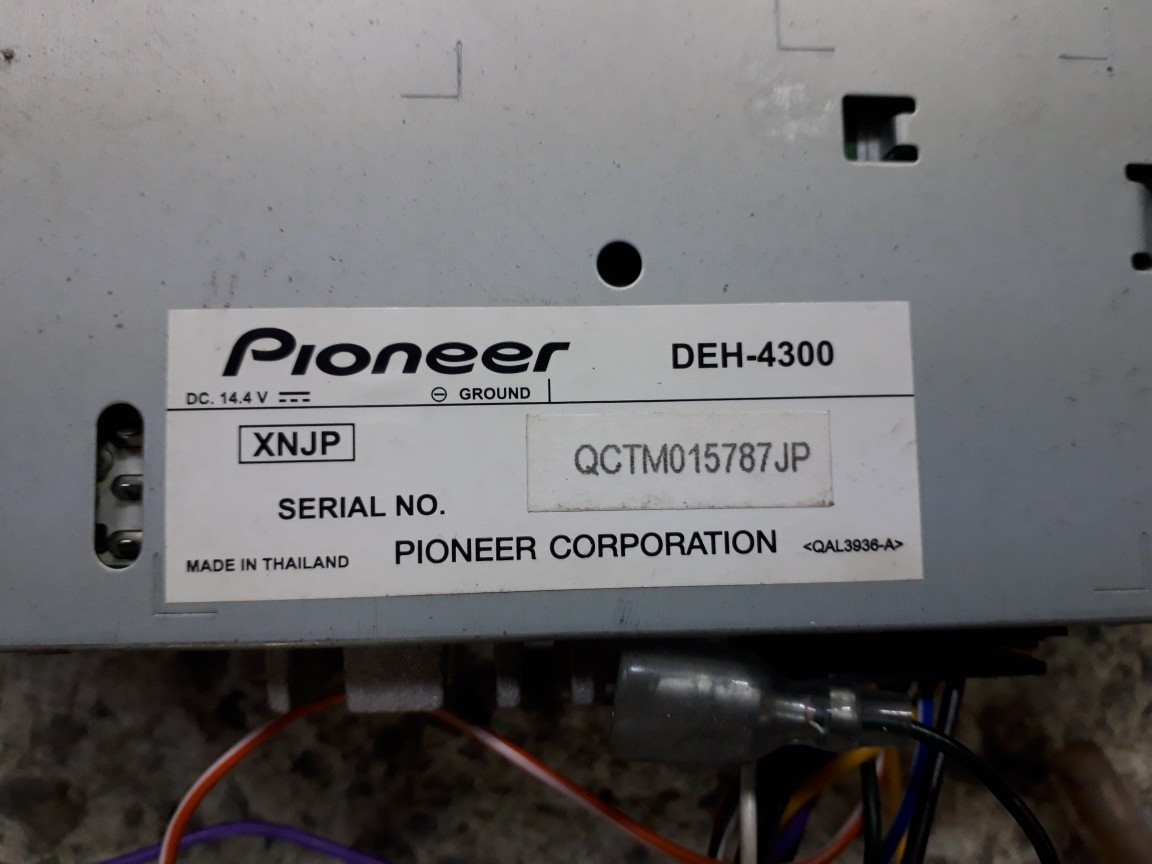 Pioneer DEH-4300
DC. 14.4 V ⎓ ⊖ GROUND
XNJP QCTM015787JP
SERIAL NO.
MADE IN THAILAND PIONEER CORPORATION <QAL3936-A>